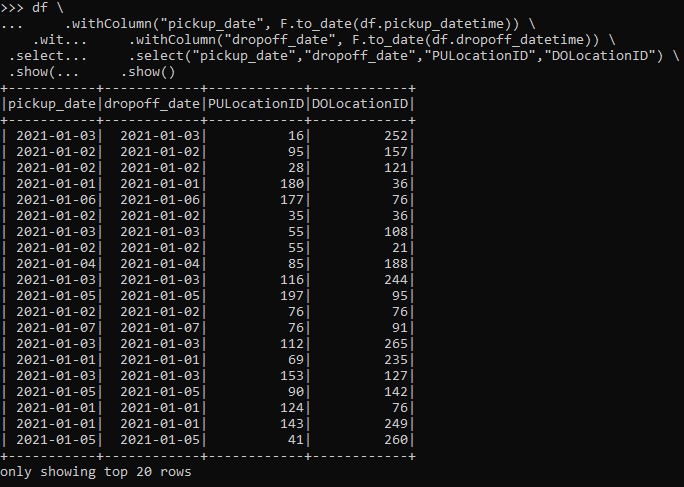 >>> df \
...     .withColumn("pickup_date", F.to_date(df.pickup_datetime)) \
    .wit...     .withColumn("dropoff_date", F.to_date(df.dropoff_datetime)) \
 .select...     .select("pickup_date","dropoff_date","PULocationID","DOLocationID") \
 .show(...     .show()
+-----------+------------+------------+------------+
|pickup_date|dropoff_date|PULocationID|DOLocationID|
+-----------+------------+------------+------------+
| 2021-01-03|  2021-01-03|          16|         252|
| 2021-01-02|  2021-01-02|          95|         157|
| 2021-01-02|  2021-01-02|          28|         121|
| 2021-01-01|  2021-01-01|         180|          36|
| 2021-01-06|  2021-01-06|         177|          76|
| 2021-01-02|  2021-01-02|          35|          36|
| 2021-01-03|  2021-01-03|          55|         108|
| 2021-01-02|  2021-01-02|          55|          21|
| 2021-01-04|  2021-01-04|          85|         188|
| 2021-01-03|  2021-01-03|         116|         244|
| 2021-01-05|  2021-01-05|         197|          95|
| 2021-01-02|  2021-01-02|          76|          76|
| 2021-01-07|  2021-01-07|          76|          91|
| 2021-01-03|  2021-01-03|         112|         265|
| 2021-01-01|  2021-01-01|          69|         235|
| 2021-01-03|  2021-01-03|         153|         127|
| 2021-01-05|  2021-01-05|          90|         142|
| 2021-01-01|  2021-01-01|         124|          76|
| 2021-01-01|  2021-01-01|         143|         249|
| 2021-01-05|  2021-01-05|          41|         260|
+-----------+------------+------------+------------+
only showing top 20 rows